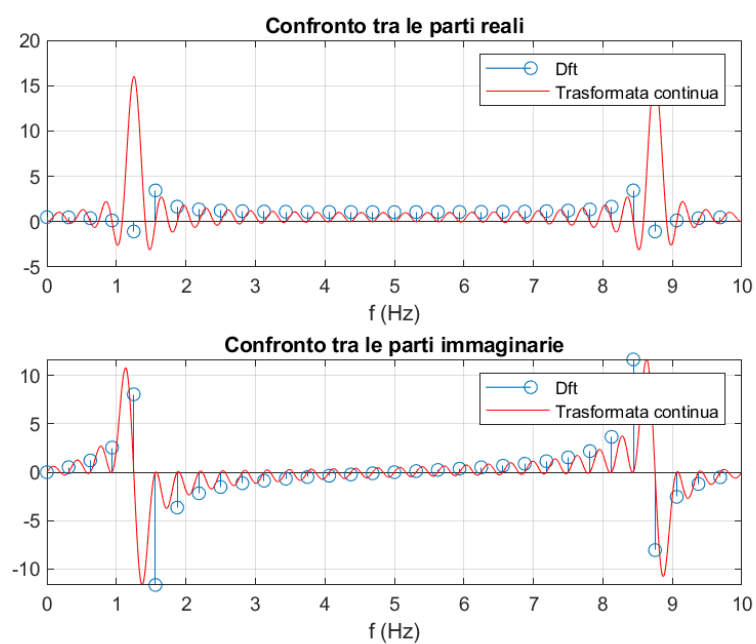 Confronto tra le parti reali
20
15
10
5
0
-5
Dft
Trasformata continua
0 1 2 3 4 5 6 7 8 9 10
f (Hz)
Confronto tra le parti immaginarie
10
5
0
-5
-10
Dft
Trasformata continua
0 1 2 3 4 5 6 7 8 9 10
f (Hz)